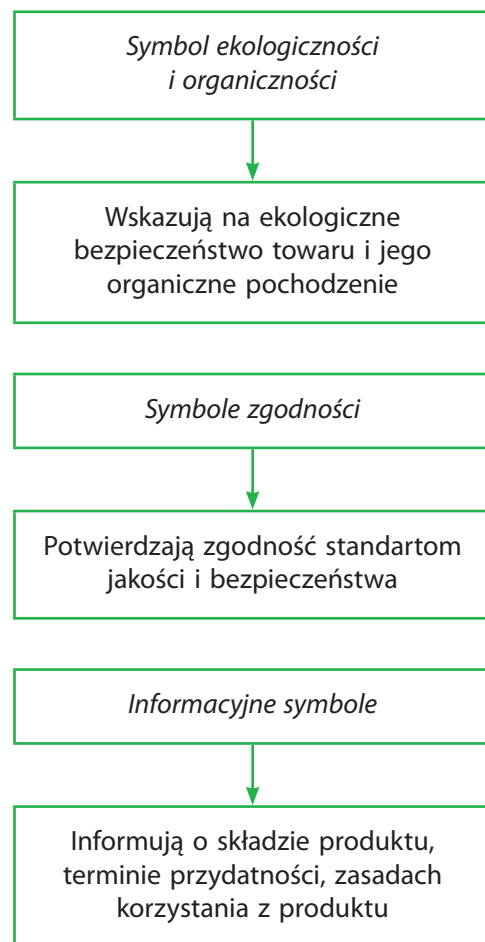 Symbol ekologiczności
i organiczności
Wskazują na ekologiczne
bezpieczeństwo towaru i jego
organiczne pochodzenie
Symbole zgodności
Potwierdzają zgodność standartom
jakości i bezpieczeństwa
Informacyjne symbole
Informują o składzie produktu,
terminie przydatności, zasadach
korzystania z produktu